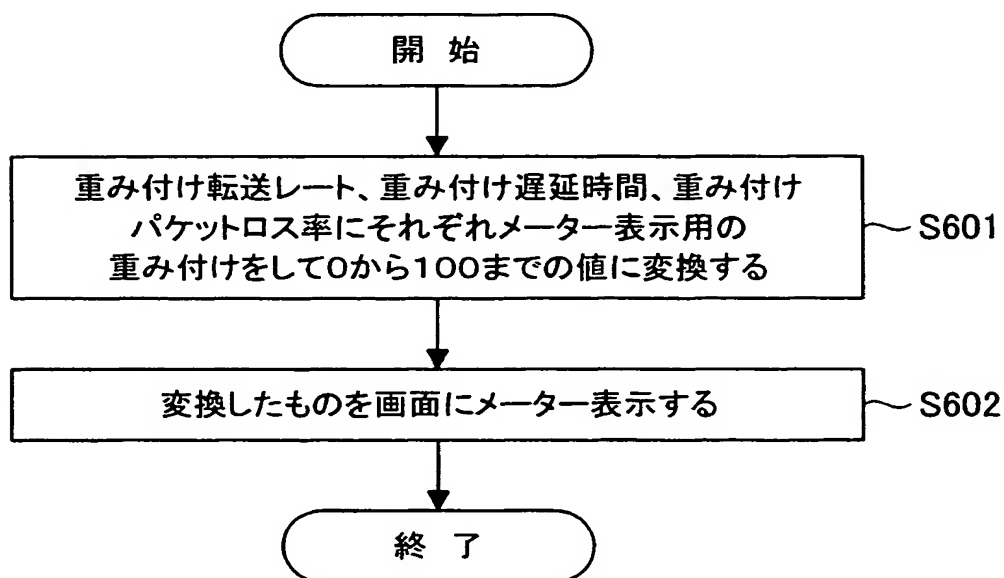 開 始
重み付け転送レート、重み付け遅延時間、重み付け
パケットロス率にそれぞれメーター表示用の
重み付けをして0から100までの値に変換する
S601
変換したものを画面にメーター表示する
S602
終 了